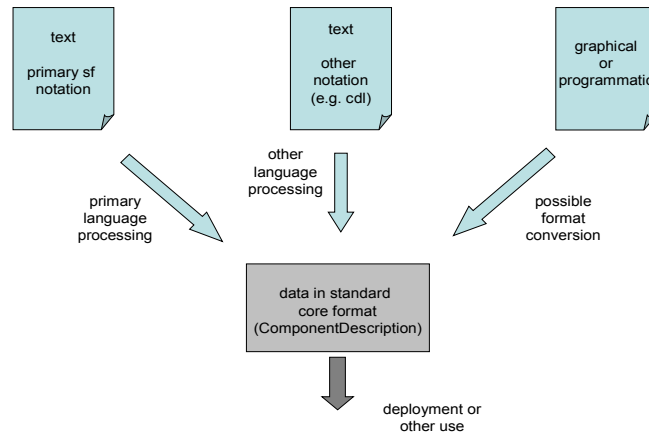 text
primary sf
notation
text
other
notation
(e.g. cdl)
graphical
or
programmatic
primary
language
processing
other
language
processing
possible
format
conversion
data in standard
core format
(ComponentDescription)
deployment or
other use